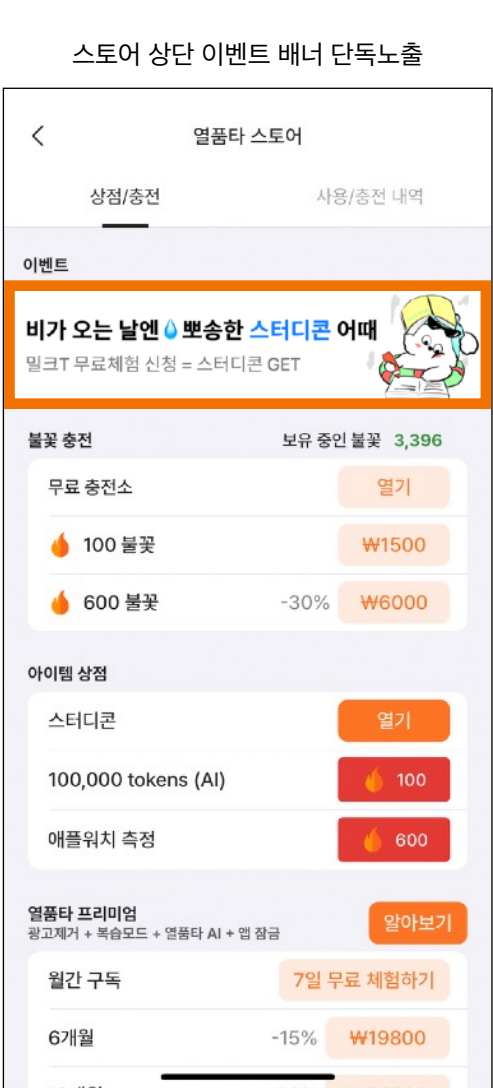 스토어 상단 이벤트 배너 단독노출
열품타 스토어
상점/충전 사용/충전 내역
이벤트
비가 오는 날엔💧뽀송한 스터디콘 어때
밀크T 무료체험 신청 = 스터디콘 GET
불꽃 충전 보유 중인 불꽃 3,396
무료 충전소 열기
100 불꽃 ₩1500
600 불꽃 -30% ₩6000
아이템 상점
스터디콘 열기
100,000 tokens (AI) 100
애플워치 측정 600
열품타 프리미엄 알아보기
광고제거 + 복습모드 + 열품타 AI + 앱 잠금
월간 구독 7일 무료 체험하기
6개월 -15% ₩19800